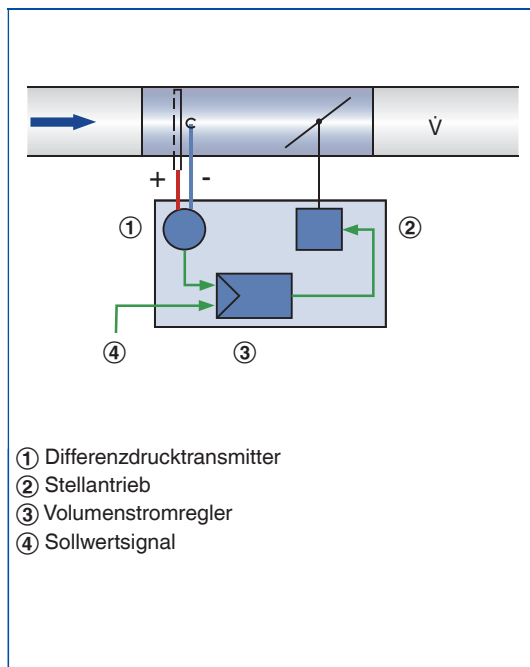 V̇
+ -
① ②
④ ③
① Differenzdrucktransmitter
② Stellantrieb
③ Volumenstromregler
④ Sollwertsignal